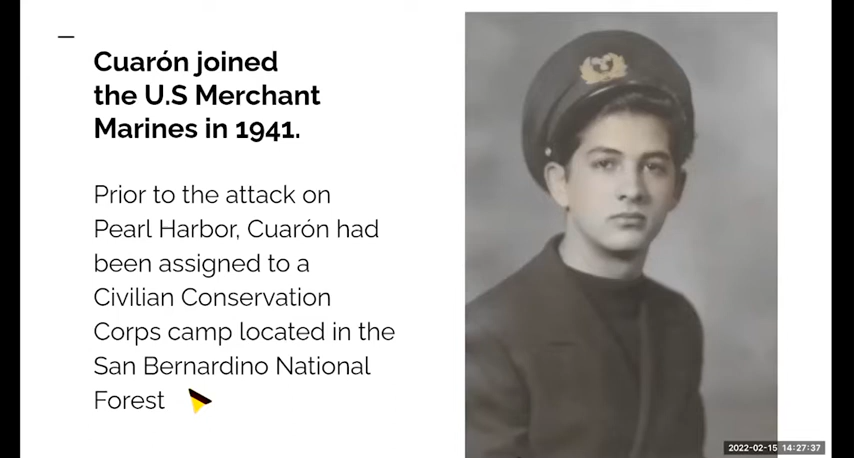 Cuarón joined
the U.S Merchant
Marines in 1941.
Prior to the attack on
Pearl Harbor, Cuarón had
been assigned to a
Civilian Conservation
Corps camp located in the
San Bernardino National
Forest
2022-02-15 14:27:37